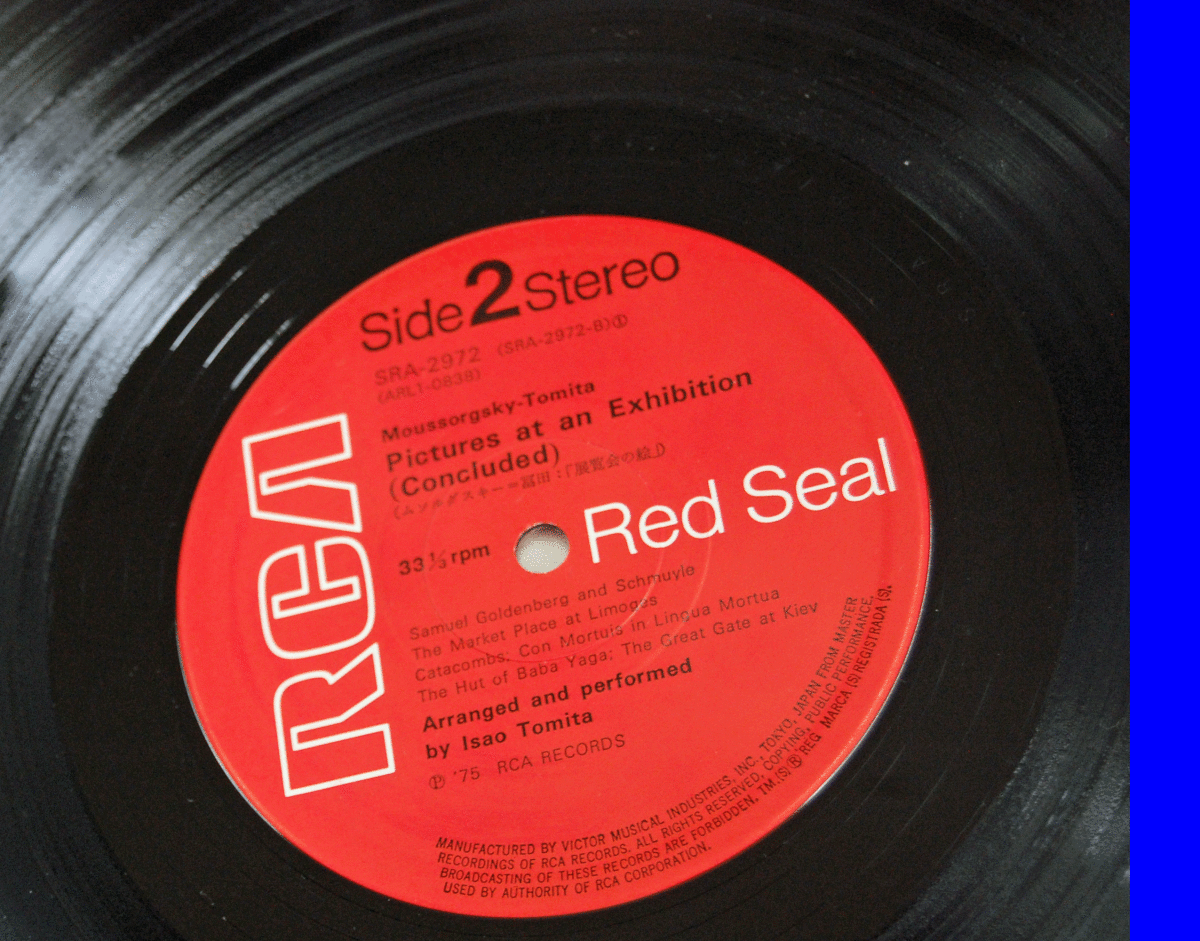 Side 2 Stereo
SRA-2972 (SRA-2972-B)①
(ARL1-0838)
Moussorgsky-Tomita
Pictures at an Exhibition
(Concluded)
(ムソルグスキー＝冨田:「展覧会の絵」)
RCA
Red Seal
33⅓rpm
Samuel Goldenberg and Schmuyle
The Market Place at Limoges
Catacombs; Con Mortuis in Lingua Mortua
The Hut of Baba Yaga; The Great Gate at Kiev
Arranged and performed
by Isao Tomita
Ⓟ '75 RCA RECORDS
MANUFACTURED BY VICTOR MUSICAL INDUSTRIES, INC. TOKYO, JAPAN FROM MASTER
RECORDINGS OF RCA RECORDS. ALL RIGHTS RESERVED, COPYING, PUBLIC PERFORMANCE,
BROADCASTING OF THESE RECORDS ARE FORBIDDEN. TM.(S)® REG MARCA (S) REGISTRADA (S).
USED BY AUTHORITY OF RCA CORPORATION.